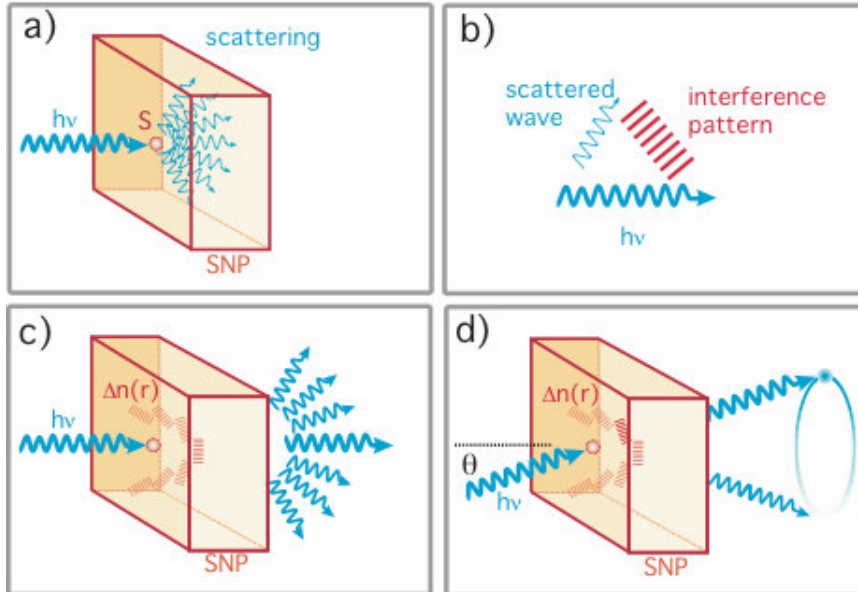 a)
scattering
hν
S
SNP
b)
scattered
wave
interference
pattern
hν
c)
Δn(r)
hν
SNP
d)
Δn(r)
θ
hν
SNP